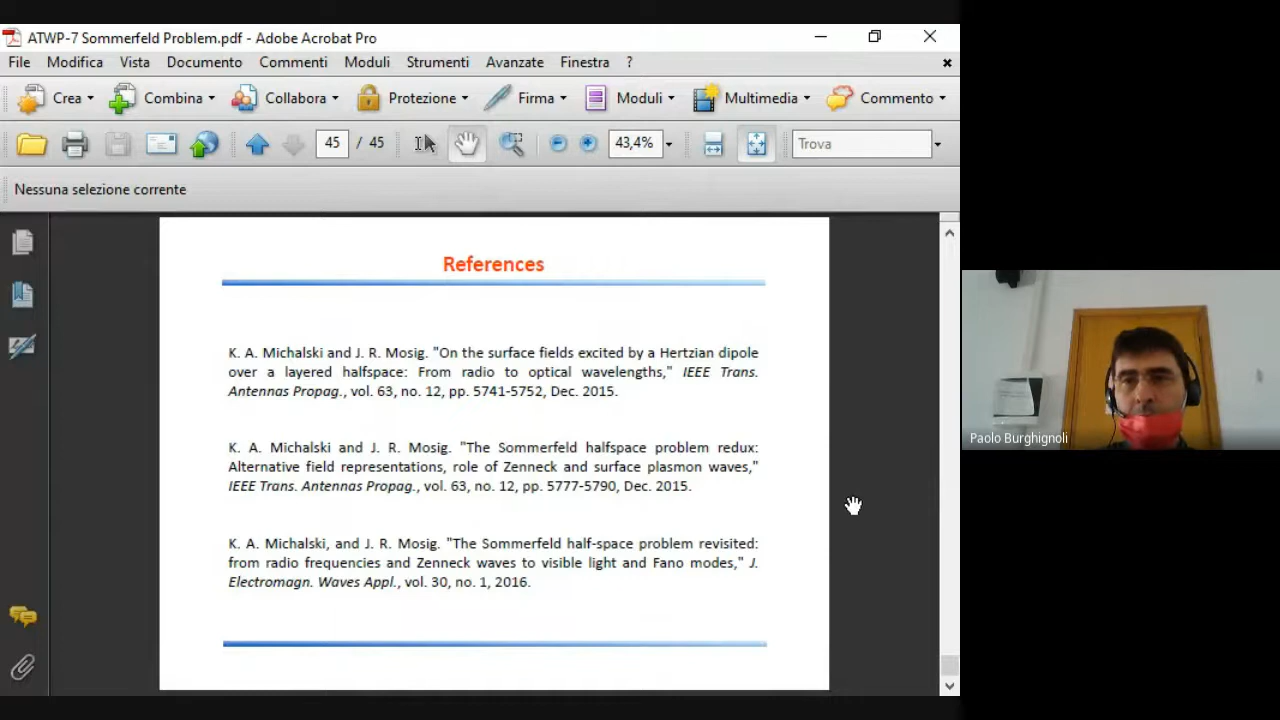 ATWP-7 Sommerfeld Problem.pdf - Adobe Acrobat Pro
File Modifica Vista Documento Commenti Moduli Strumenti Avanzate Finestra ?
Crea Combina Collabora Protezione Firma Moduli Multimedia Commento
45 / 45 43,4% Trova
Nessuna selezione corrente
References
K. A. Michalski and J. R. Mosig. "On the surface fields excited by a Hertzian dipole
over a layered halfspace: From radio to optical wavelengths," IEEE Trans.
Antennas Propag., vol. 63, no. 12, pp. 5741-5752, Dec. 2015.
K. A. Michalski and J. R. Mosig. "The Sommerfeld halfspace problem redux:
Alternative field representations, role of Zenneck and surface plasmon waves,"
IEEE Trans. Antennas Propag., vol. 63, no. 12, pp. 5777-5790, Dec. 2015.
K. A. Michalski, and J. R. Mosig. "The Sommerfeld half-space problem revisited:
from radio frequencies and Zenneck waves to visible light and Fano modes," J.
Electromagn. Waves Appl., vol. 30, no. 1, 2016.
Paolo Burghignoli